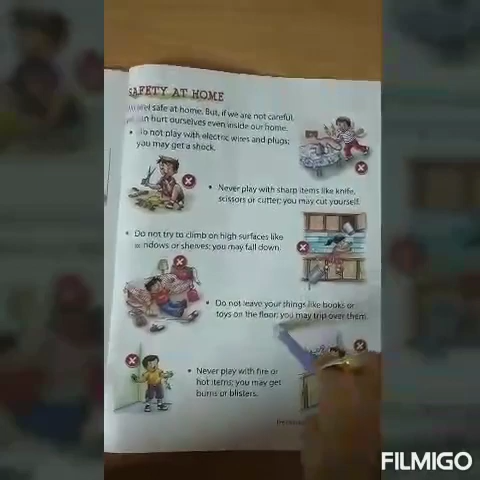 SAFETY AT HOME
feel safe at home. But, if we are not careful,
can hurt ourselves even inside our home.
• Do not play with electric wires and plugs;
you may get a shock.
• Never play with sharp items like knife,
scissors or cutter; you may cut yourself.
• Do not try to climb on high surfaces like
windows or shelves; you may fall down.
• Do not leave your things like books or
toys on the floor; you may trip over them.
• Never play with fire or
hot items; you may get
burns or blisters.
FILMIGO